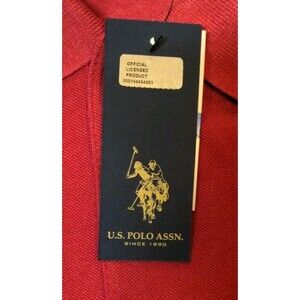 OFFICIAL
LICENSED
PRODUCT
U.S. POLO ASSN.
SINCE 1890